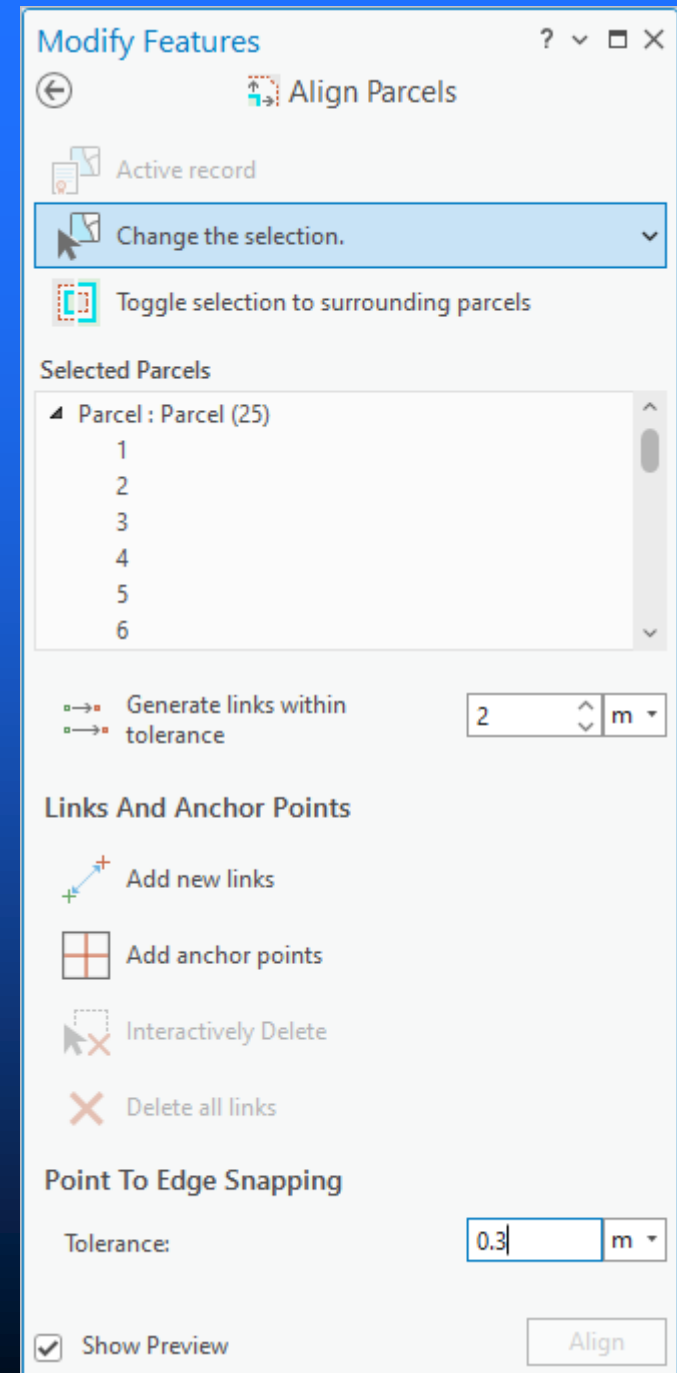 Modify Features ?
Align Parcels
Active record
Change the selection.
Toggle selection to surrounding parcels
Selected Parcels
Parcel : Parcel (25)
1
2
3
4
5
6
Generate links within
tolerance
2 m
Links And Anchor Points
Add new links
Add anchor points
Interactively Delete
Delete all links
Point To Edge Snapping
Tolerance: 0.3 m
Show Preview Align